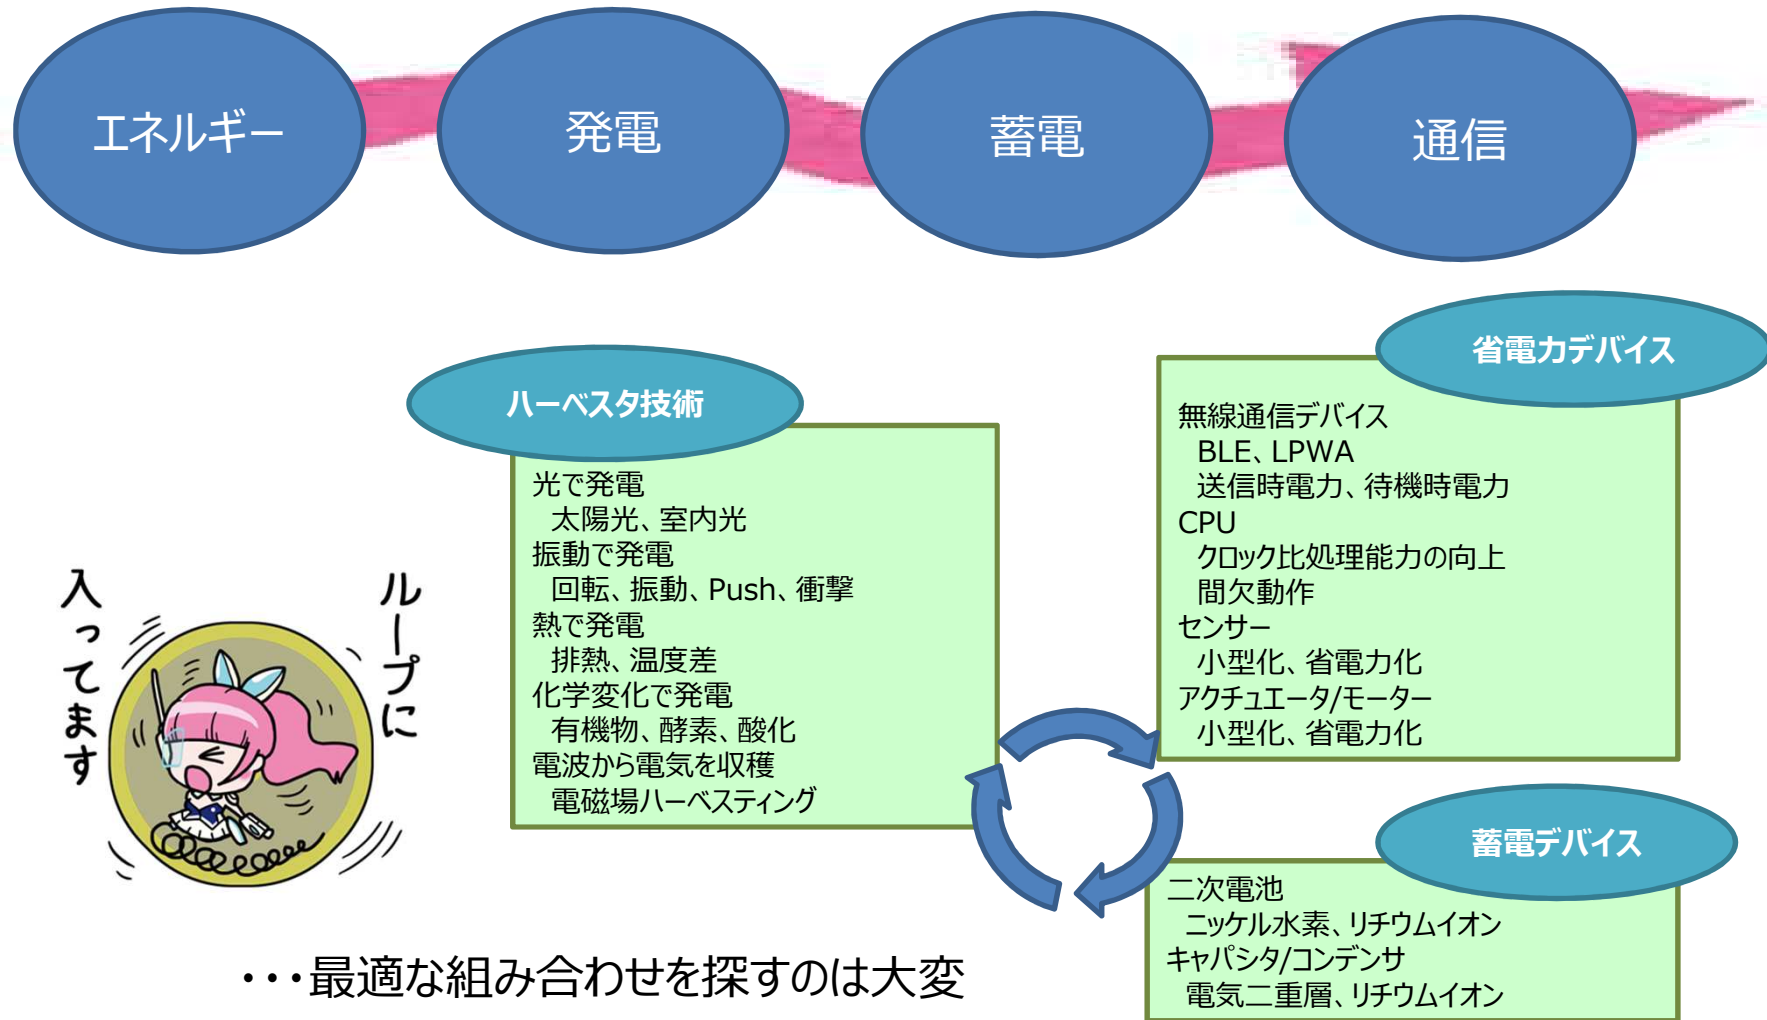 エネルギー
発電
蓄電
通信
ハーベスタ技術
光で発電
太陽光、室内光
振動で発電
回転、振動、Push、衝撃
熱で発電
排熱、温度差
化学変化で発電
有機物、酵素、酸化
電波から電気を収穫
電磁場ハーベスティング
省電力デバイス
無線通信デバイス
BLE、LPWA
送信時電力、待機時電力
CPU
クロック比処理能力の向上
間欠動作
センサー
小型化、省電力化
アクチュエータ/モーター
小型化、省電力化
蓄電デバイス
二次電池
ニッケル水素、リチウムイオン
キャパシタ/コンデンサ
電気二重層、リチウムイオン
ループに
入ってます
・・・最適な組み合わせを探すのは大変